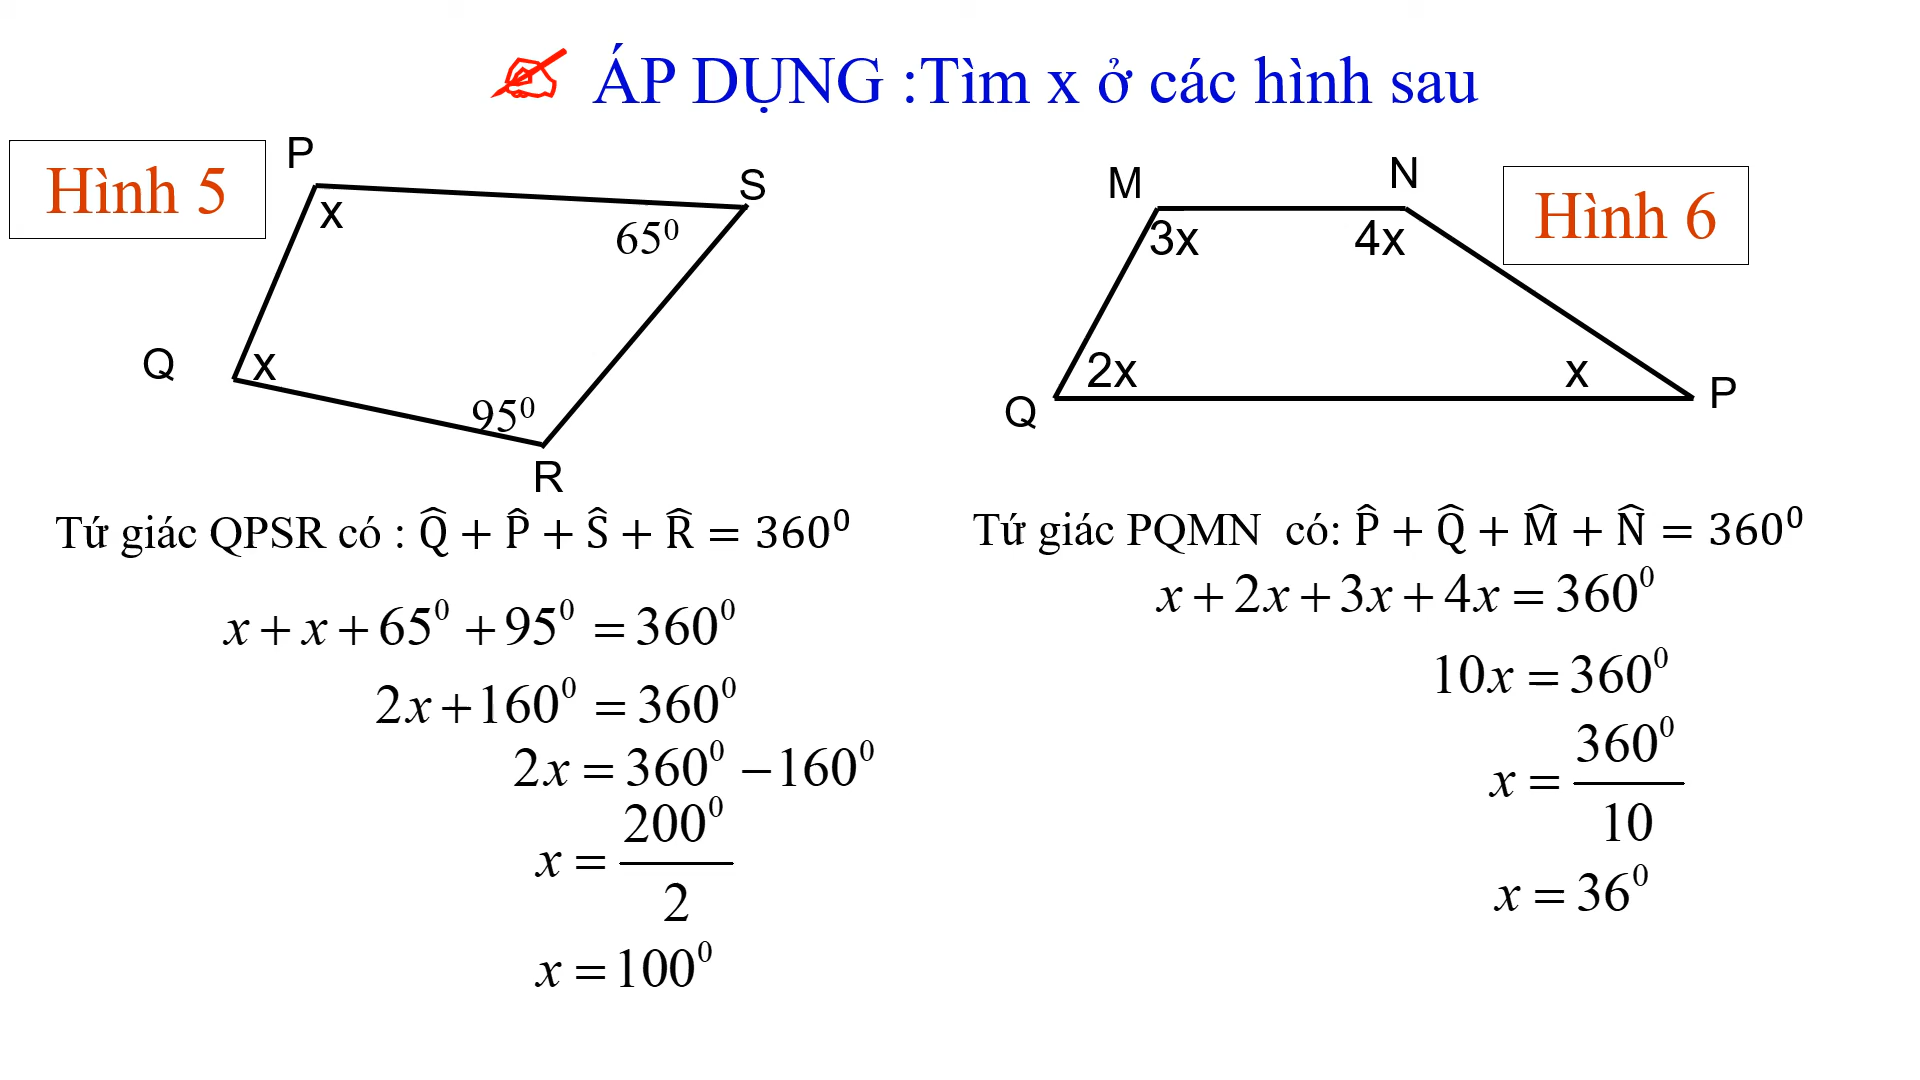 ✍ ÁP DỤNG :Tìm x ở các hình sau
Hình 5
P
S
x
65⁰
Q
x
95⁰
R
Tứ giác QPSR có : Q̂ + P̂ + Ŝ + R̂ = 360⁰
x + x + 65⁰ + 95⁰ = 360⁰
2x + 160⁰ = 360⁰
2x = 360⁰ − 160⁰
x = 200⁰/2
x = 100⁰
Hình 6
M
N
3x
4x
2x
x
Q
P
Tứ giác PQMN có: P̂ + Q̂ + M̂ + N̂ = 360⁰
x + 2x + 3x + 4x = 360⁰
10x = 360⁰
x = 360⁰/10
x = 36⁰